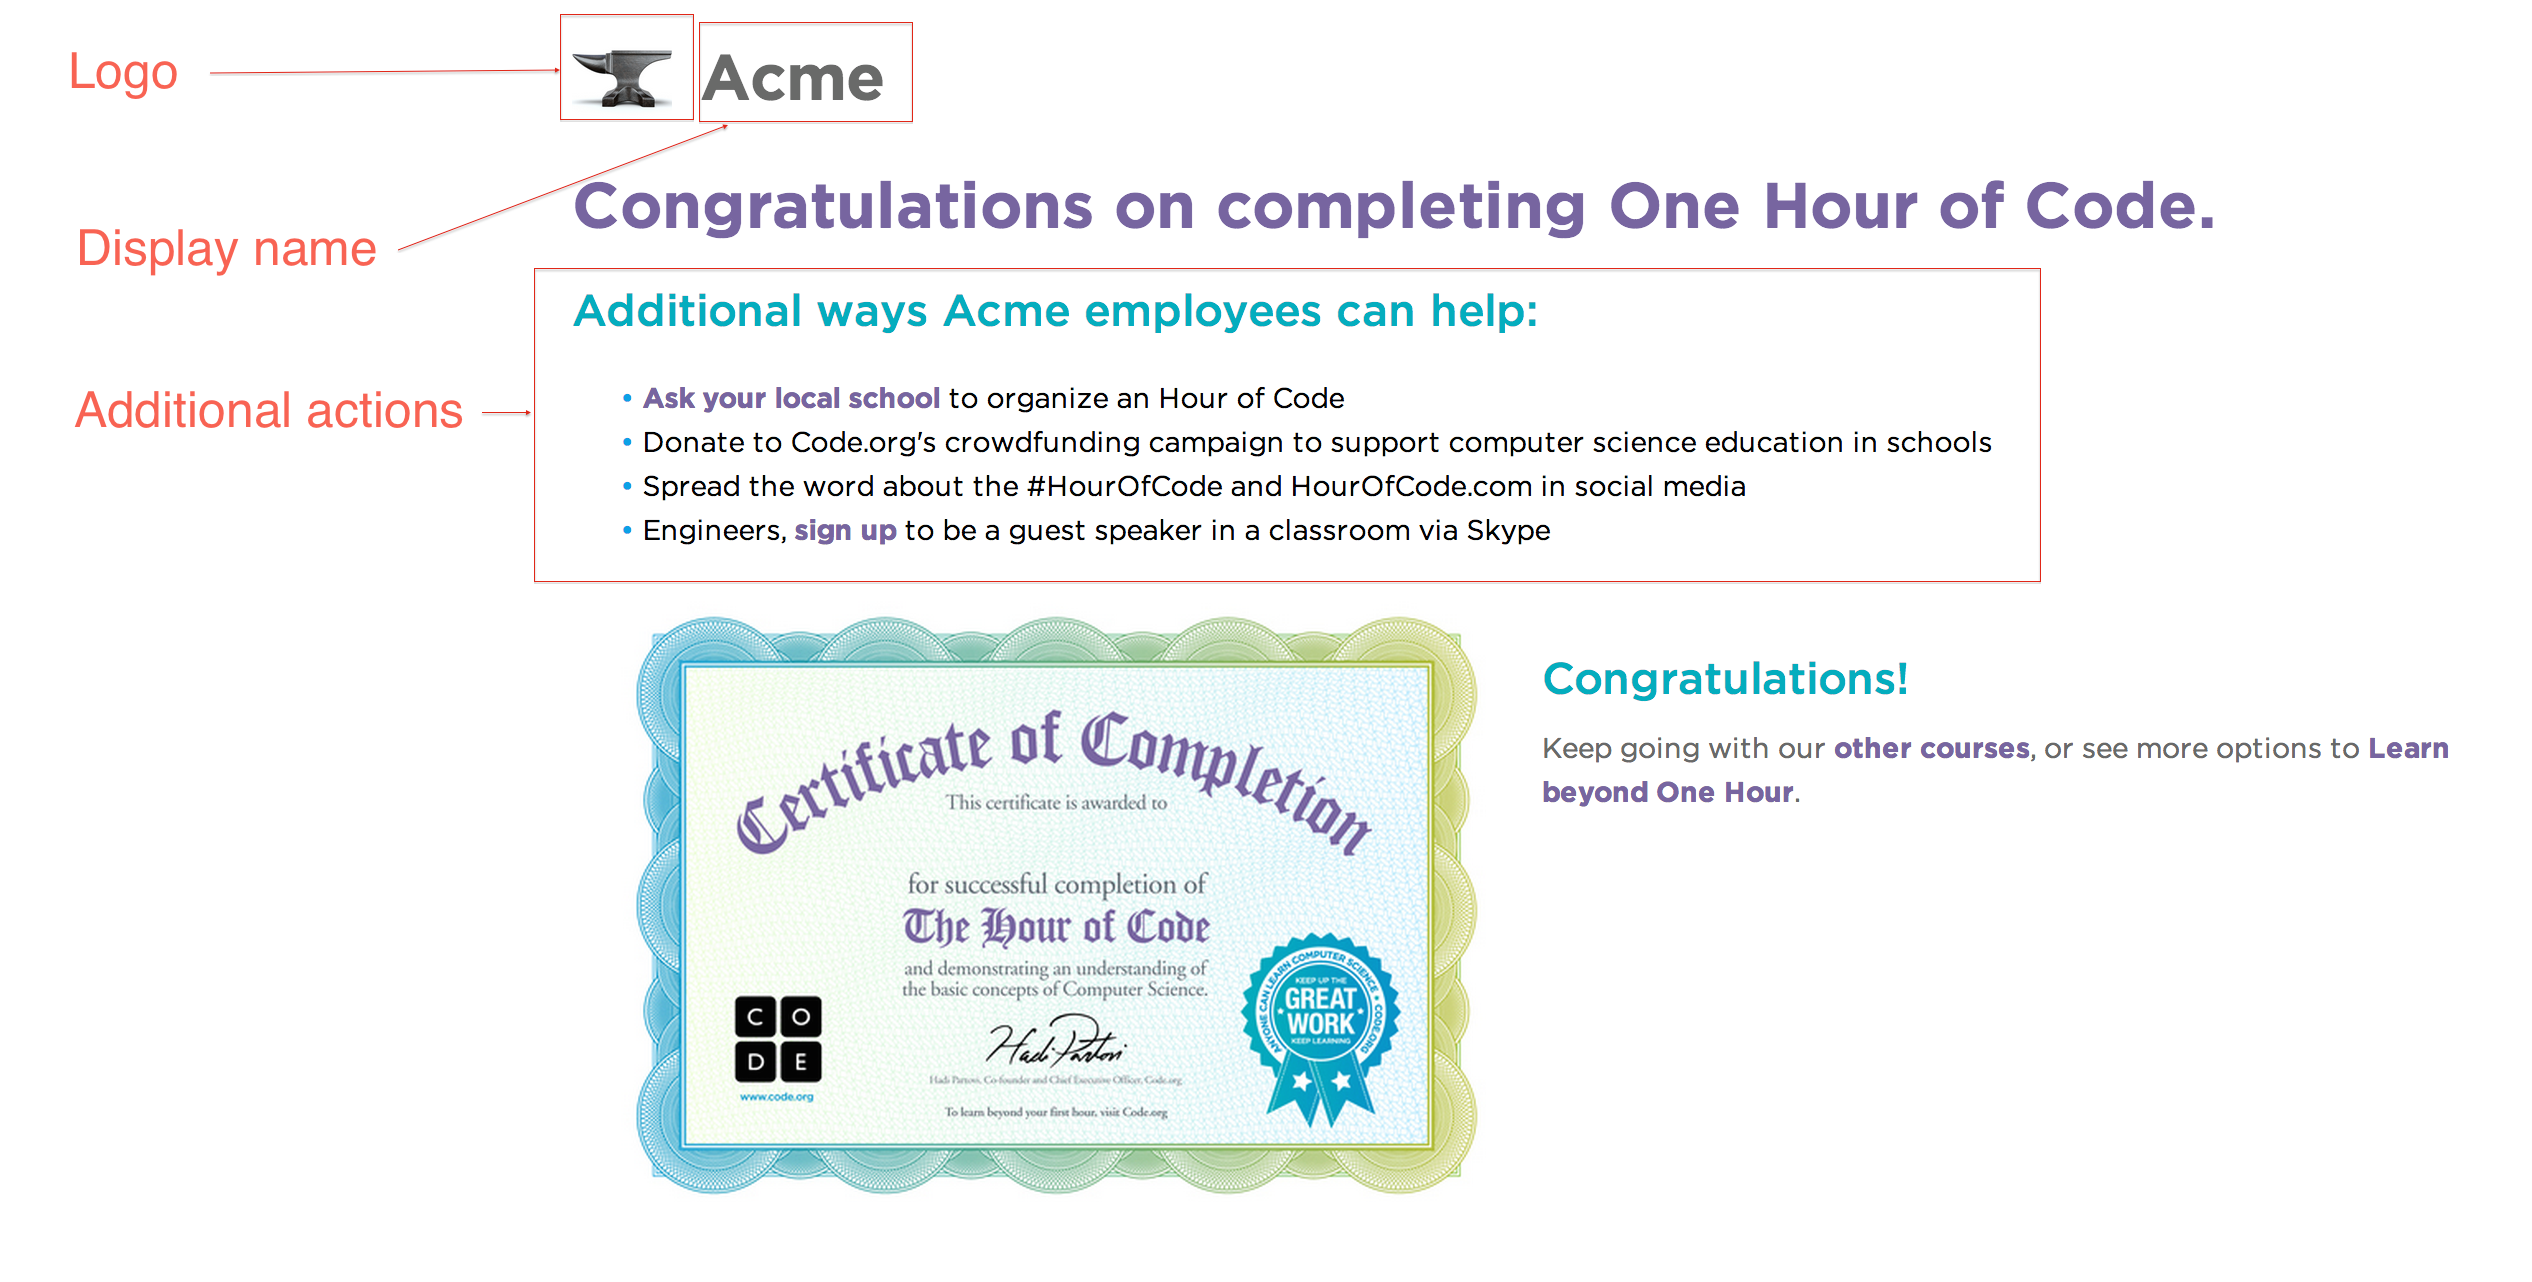 Logo
Acme
Display name
Congratulations on completing One Hour of Code.
Additional actions
Additional ways Acme employees can help:
• Ask your local school to organize an Hour of Code
• Donate to Code.org's crowdfunding campaign to support computer science education in schools
• Spread the word about the #HourOfCode and HourOfCode.com in social media
• Engineers, sign up to be a guest speaker in a classroom via Skype
Certificate of Completion
This certificate is awarded to
for successful completion of
The Hour of Code
and demonstrating an understanding of
the basic concepts of Computer Science.
Hadi Partovi
Hadi Partovi, Co-founder and Chief Executive Officer, Code.org
To learn beyond your first hour, visit Code.org
C O
D E
www.code.org
ANYONE CAN LEARN COMPUTER SCIENCE • CODE.ORG
KEEP UP THE
GREAT
WORK
KEEP LEARNING
Congratulations!
Keep going with our other courses, or see more options to Learn
beyond One Hour.